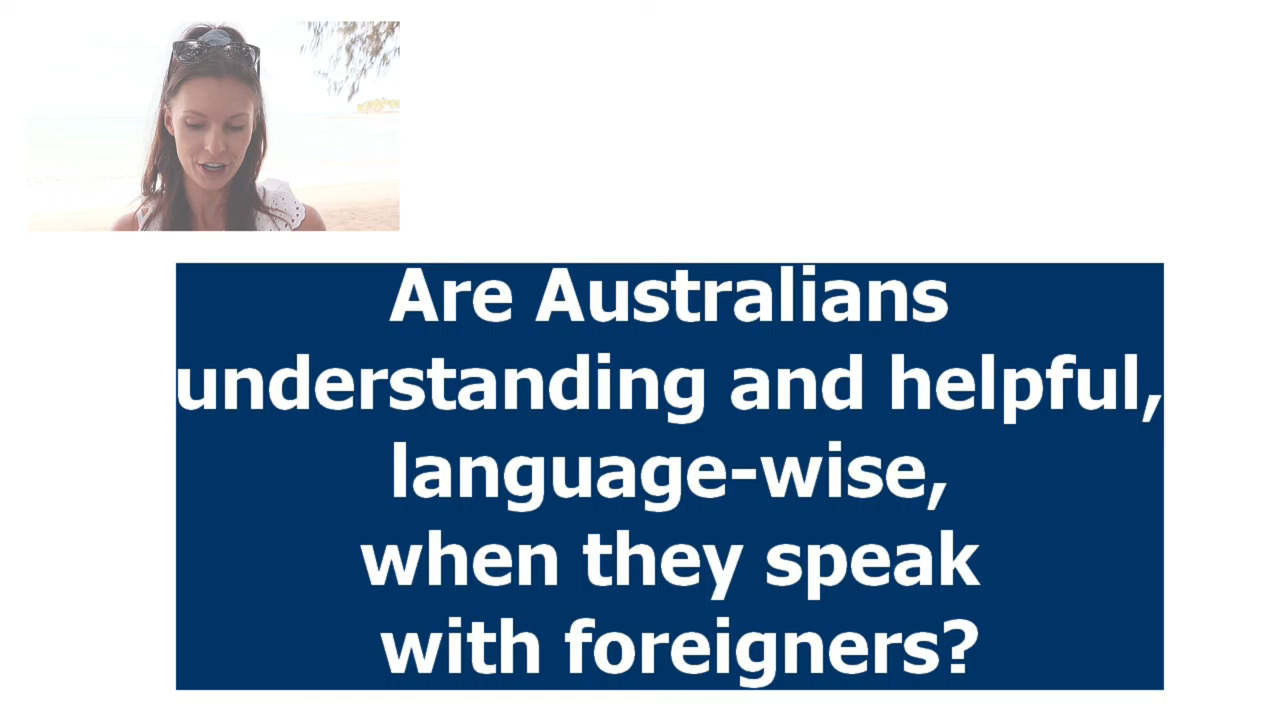 Are Australians
understanding and helpful,
language-wise,
when they speak
with foreigners?